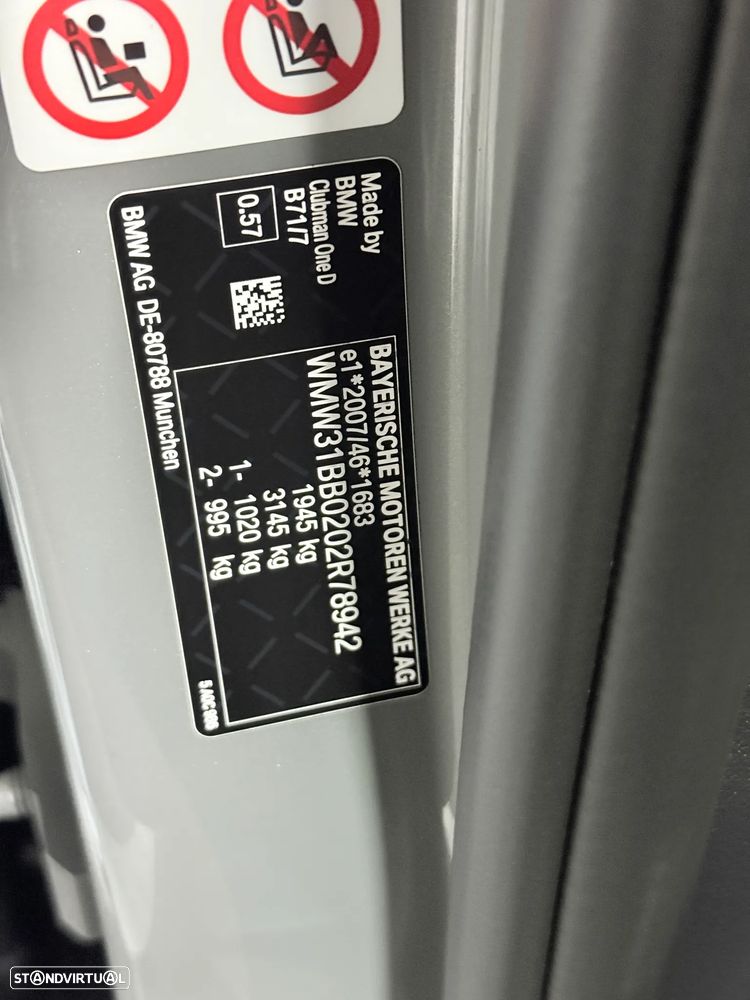 Made by
BMW
Clubman One D
B71/7
0.57
BAYERISCHE MOTOREN WERKE AG
e1*2007/46*1683
WMW31BB0202R78942
1945 kg
3145 kg
1- 1020 kg
2- 995 kg
BMW AG DE-80788 Munchen
STANDVIRTUAL